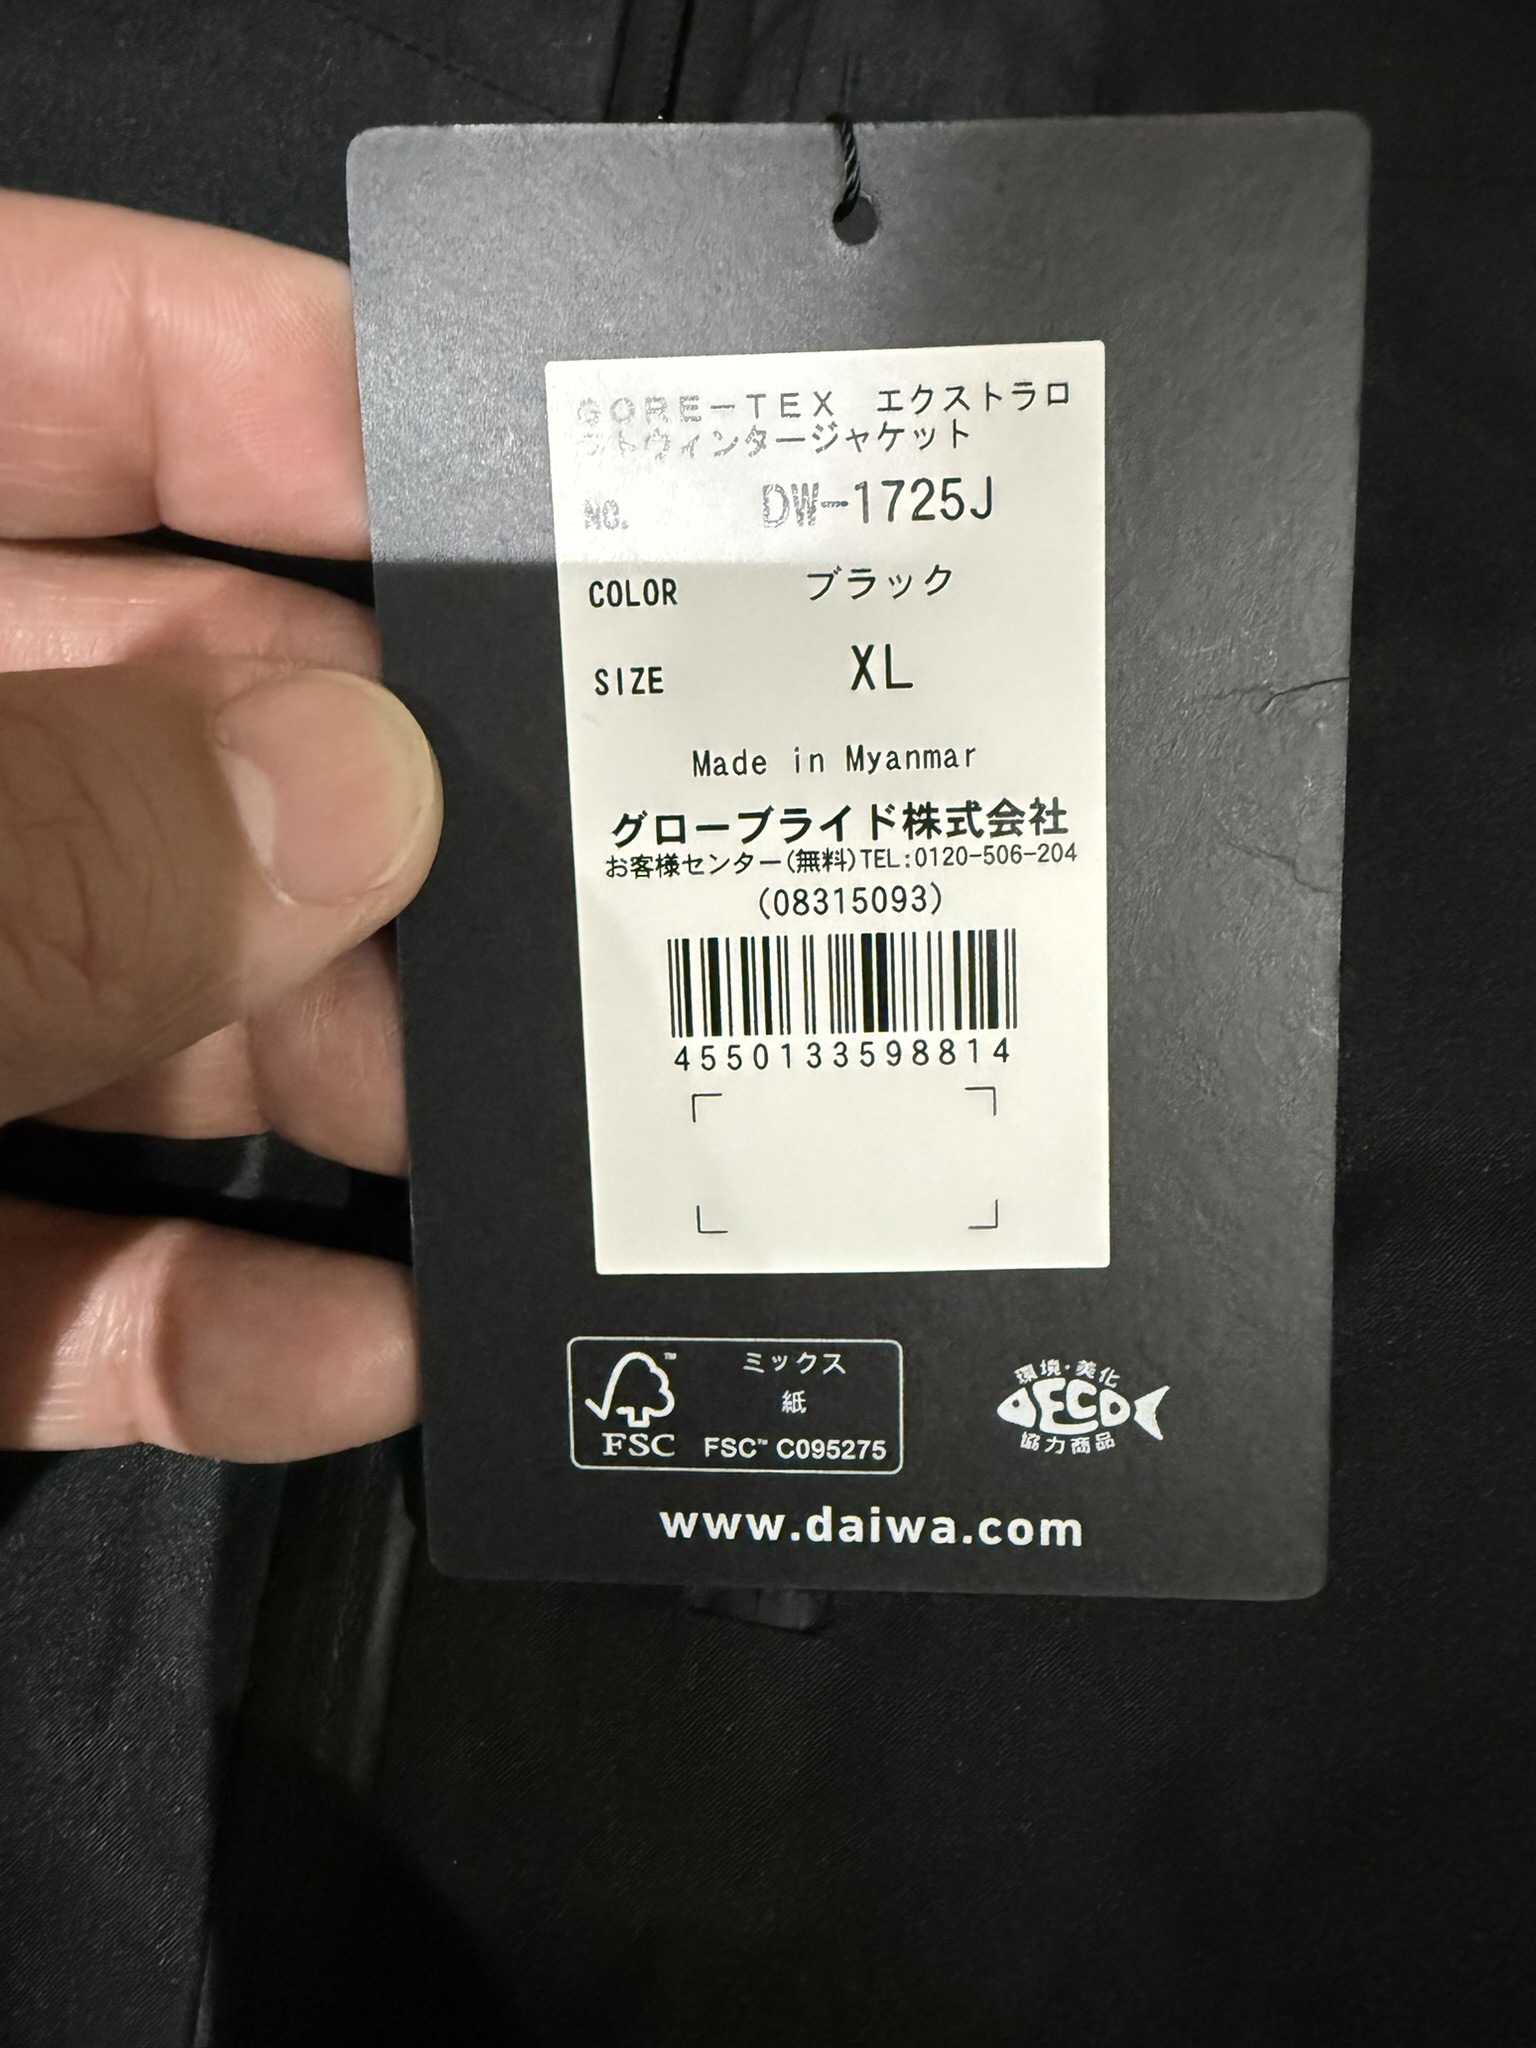 GORE-TEX エクストラロ
フトウィンタージャケット
NO. DW-1725J
COLOR ブラック
SIZE XL
Made in Myanmar
グローブライド株式会社
お客様センター(無料)TEL:0120-506-204
(08315093)
4550133598814
ミックス
紙
FSC™ C095275
FSC
環境・美化
ECO
協力商品
www.daiwa.com